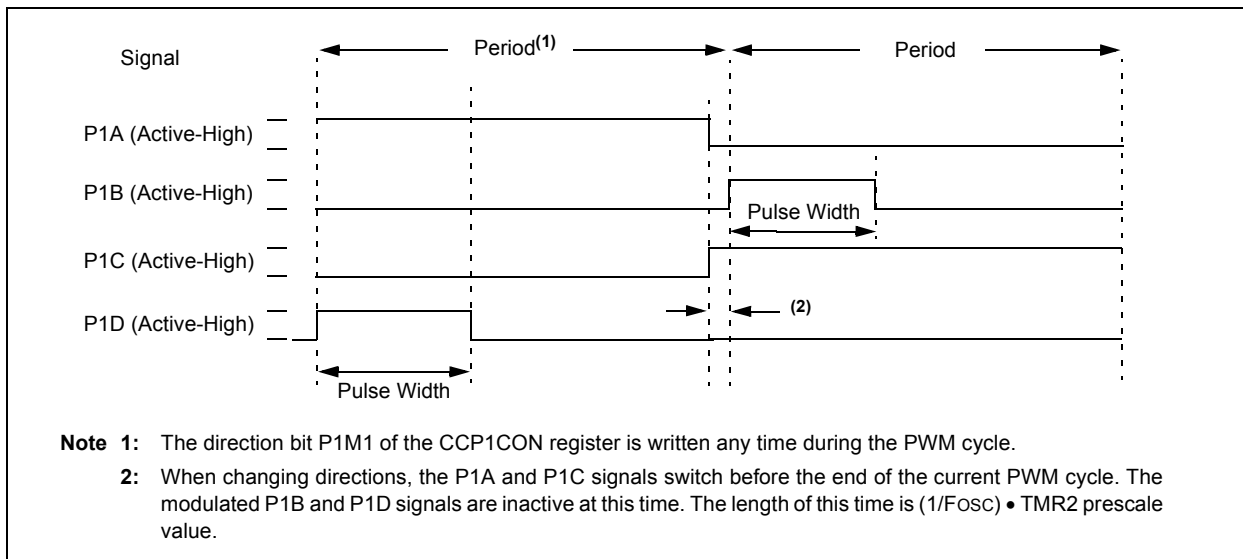 Signal
Period(1)
Period
P1A (Active-High)
P1B (Active-High)
Pulse Width
P1C (Active-High)
(2)
P1D (Active-High)
Pulse Width
Note 1: The direction bit P1M1 of the CCP1CON register is written any time during the PWM cycle.
2: When changing directions, the P1A and P1C signals switch before the end of the current PWM cycle. The
modulated P1B and P1D signals are inactive at this time. The length of this time is (1/FOSC) • TMR2 prescale
value.